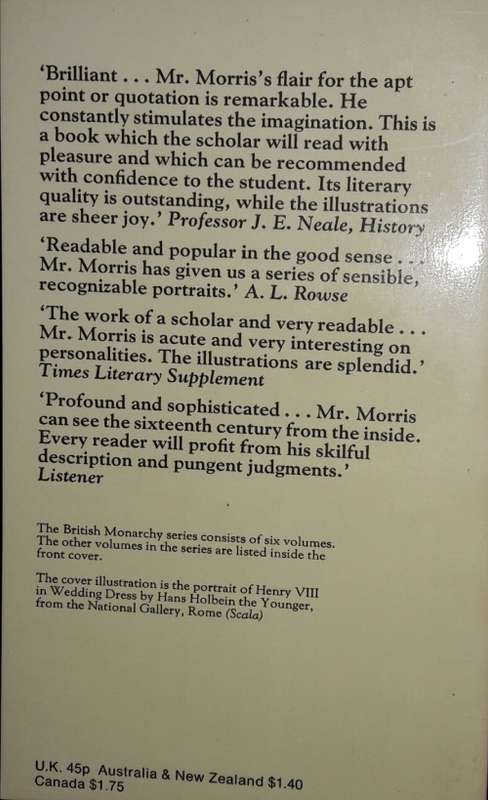 ‘Brilliant . . . Mr. Morris’s flair for the apt
point or quotation is remarkable. He
constantly stimulates the imagination. This is
a book which the scholar will read with
pleasure and which can be recommended
with confidence to the student. Its literary
quality is outstanding, while the illustrations
are sheer joy.’ Professor J. E. Neale, History
‘Readable and popular in the good sense . . .
Mr. Morris has given us a series of sensible,
recognizable portraits.’ A. L. Rowse
‘The work of a scholar and very readable . . .
Mr. Morris is acute and very interesting on
personalities. The illustrations are splendid.’
Times Literary Supplement
‘Profound and sophisticated . . . Mr. Morris
can see the sixteenth century from the inside.
Every reader will profit from his skilful
description and pungent judgments.’
Listener
The British Monarchy series consists of six volumes.
The other volumes in the series are listed inside the
front cover.
The cover illustration is the portrait of Henry VIII
in Wedding Dress by Hans Holbein the Younger,
from the National Gallery, Rome (Scala)
U.K. 45p Australia & New Zealand $1.40
Canada $1.75